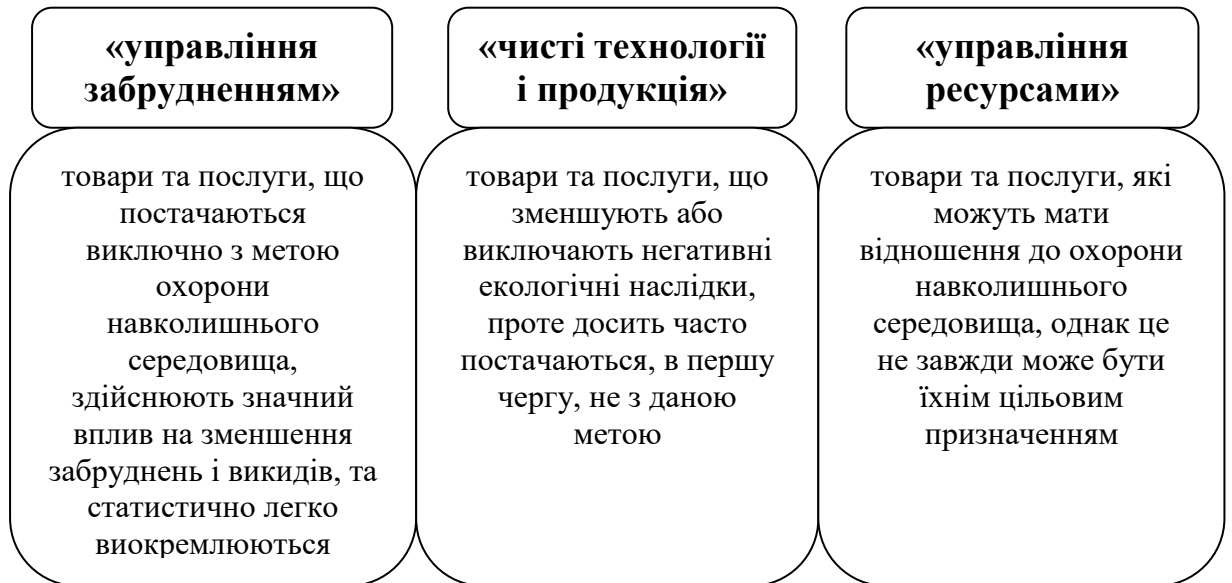 «управління
забрудненням»
товари та послуги, що
постачаються
виключно з метою
охорони
навколишнього
середовища,
здійснюють значний
вплив на зменшення
забруднень і викидів, та
статистично легко
виокремлюються
«чисті технології
і продукція»
товари та послуги, що
зменшують або
виключають негативні
екологічні наслідки,
проте досить часто
постачаються, в першу
чергу, не з даною
метою
«управління
ресурсами»
товари та послуги, які
можуть мати
відношення до охорони
навколишнього
середовища, однак це
не завжди може бути
їхнім цільовим
призначенням